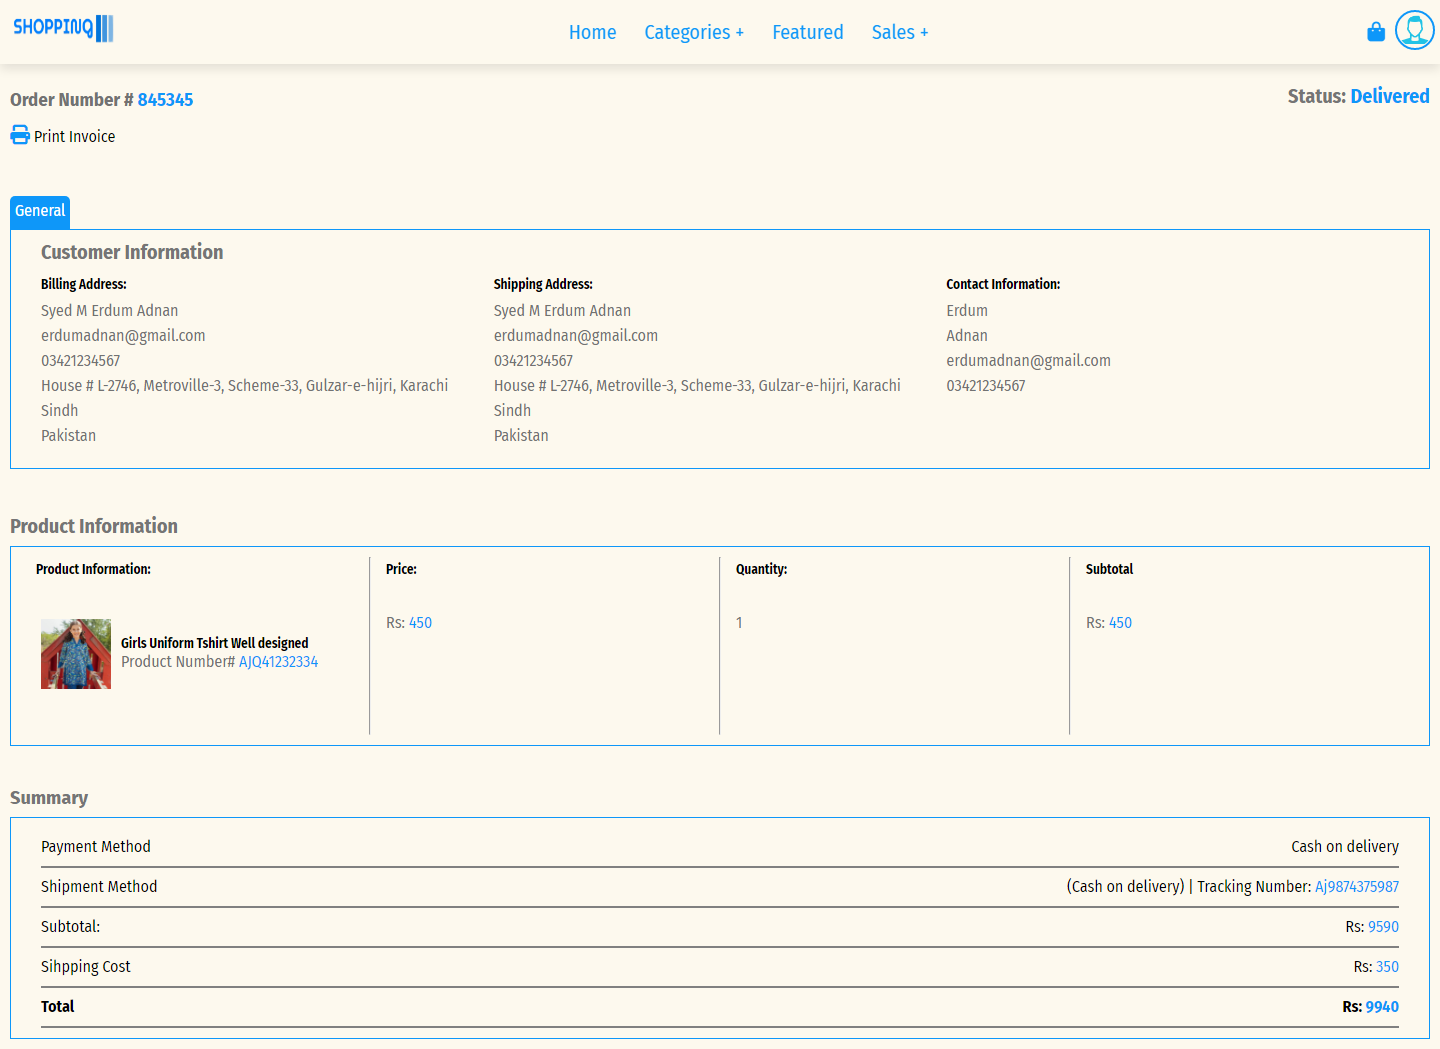 SHOPPING
Home Categories + Featured Sales +
Order Number # 845345
Status: Delivered
Print Invoice
General
Customer Information
Billing Address:
Syed M Erdum Adnan
erdumadnan@gmail.com
03421234567
House # L-2746, Metroville-3, Scheme-33, Gulzar-e-hijri, Karachi
Sindh
Pakistan
Shipping Address:
Syed M Erdum Adnan
erdumadnan@gmail.com
03421234567
House # L-2746, Metroville-3, Scheme-33, Gulzar-e-hijri, Karachi
Sindh
Pakistan
Contact Information:
Erdum
Adnan
erdumadnan@gmail.com
03421234567
Product Information
Product Information: Price: Quantity: Subtotal
Girls Uniform Tshirt Well designed
Product Number# AJQ41232334
Rs: 450
1
Rs: 450
Summary
Payment Method Cash on delivery
Shipment Method (Cash on delivery) | Tracking Number: Aj9874375987
Subtotal: Rs: 9590
Sihpping Cost Rs: 350
Total Rs: 9940